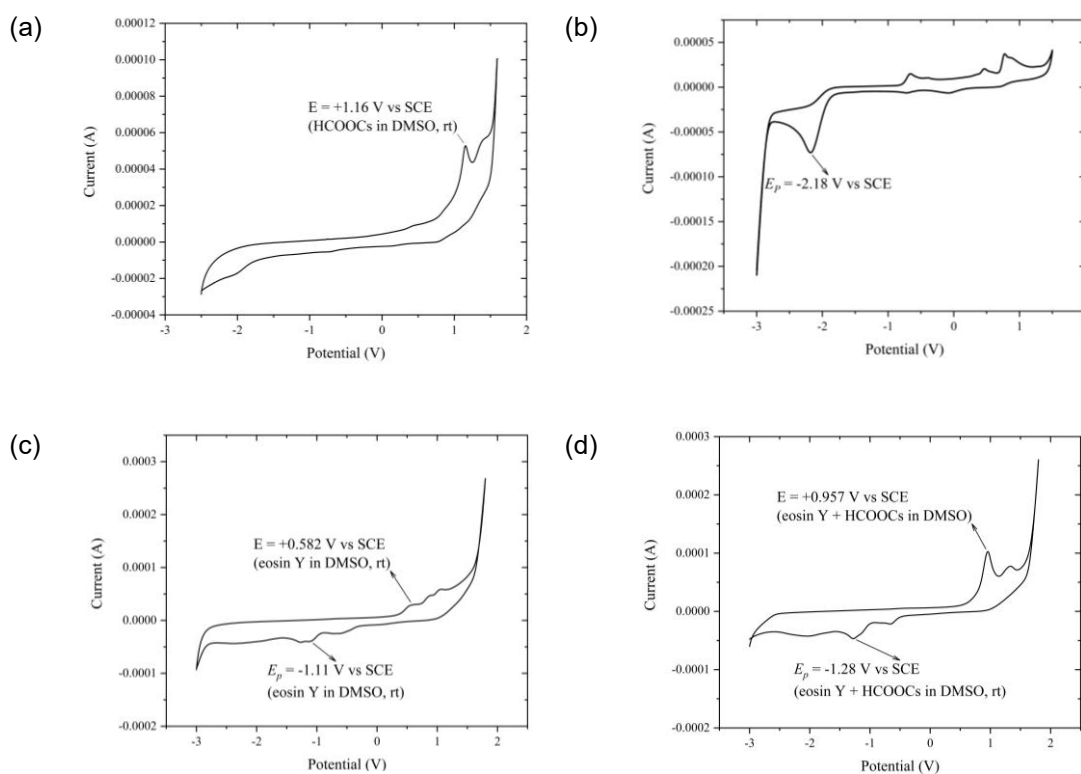 (a)
0.00012
0.00010
0.00008
0.00006
0.00004
0.00002
0.00000
-0.00002
-0.00004
Current (A)
E = +1.16 V vs SCE
(HCOOCs in DMSO, rt)
-3 -2 -1 0 1 2
Potential (V)
(b)
0.00005
0.00000
-0.00005
-0.00010
-0.00015
-0.00020
-0.00025
Current (A)
Ep = -2.18 V vs SCE
-3 -2 -1 0 1
Potential (V)
(c)
0.0003
0.0002
0.0001
0.0000
-0.0001
-0.0002
Current (A)
E = +0.582 V vs SCE
(eosin Y in DMSO, rt)
Ep = -1.11 V vs SCE
(eosin Y in DMSO, rt)
-3 -2 -1 0 1 2
Potential (V)
(d)
0.0003
0.0002
0.0001
0.0000
-0.0001
-0.0002
Current (A)
E = +0.957 V vs SCE
(eosin Y + HCOOCs in DMSO)
Ep = -1.28 V vs SCE
(eosin Y + HCOOCs in DMSO, rt)
-3 -2 -1 0 1 2
Potential (V)